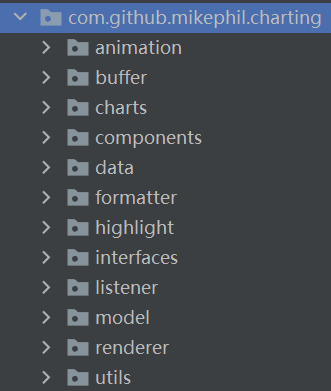 com.github.mikephil.charting
animation
buffer
charts
components
data
formatter
highlight
interfaces
listener
model
renderer
utils